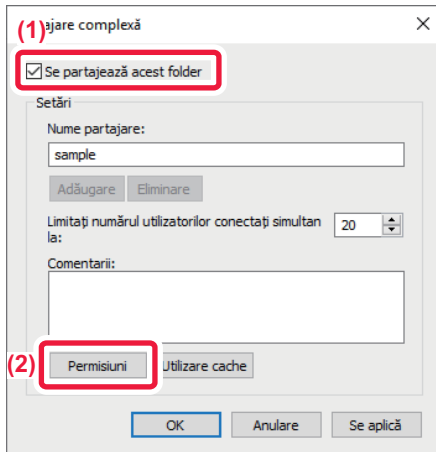 (1)
ajare complexă
Se partajează acest folder
Setări
Nume partajare:
sample
Adăugare Eliminare
Limitați numărul utilizatorilor conectați simultan
la:
20
Comentarii:
(2)
Permisiuni
Utilizare cache
OK Anulare Se aplică